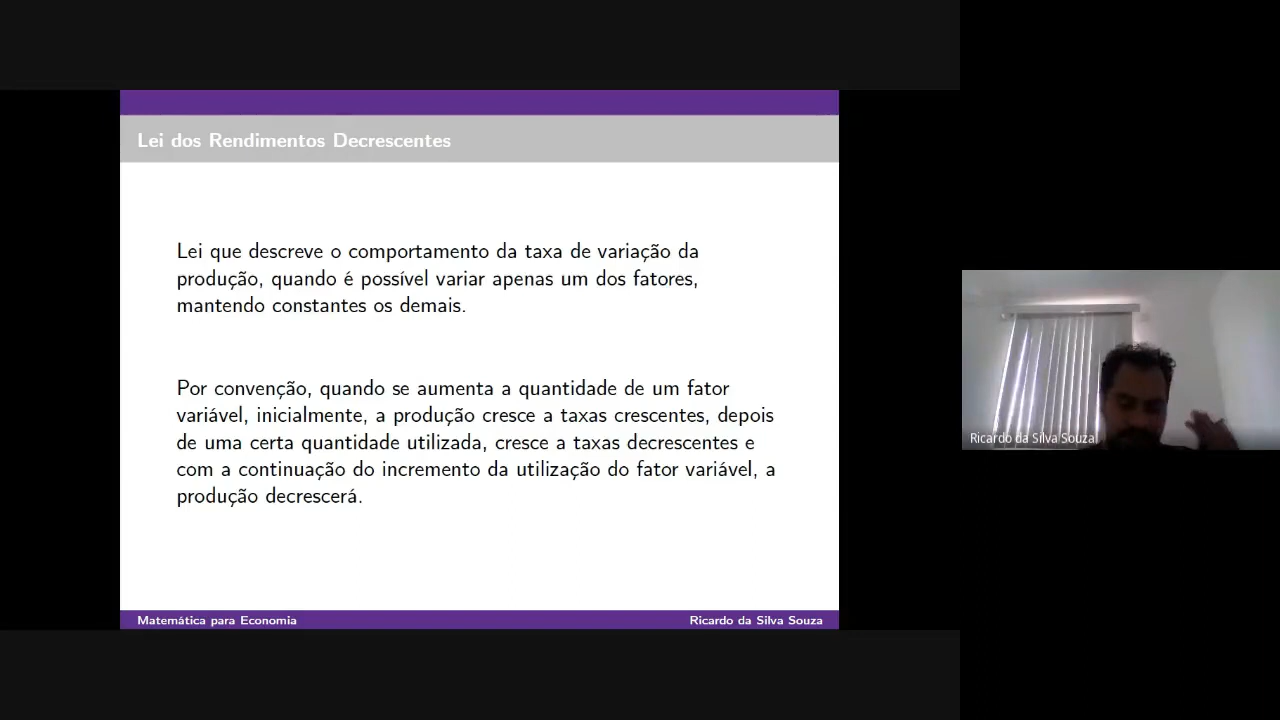 Lei dos Rendimentos Decrescentes
Lei que descreve o comportamento da taxa de variação da
produção, quando é possível variar apenas um dos fatores,
mantendo constantes os demais.
Por convenção, quando se aumenta a quantidade de um fator
variável, inicialmente, a produção cresce a taxas crescentes, depois
de uma certa quantidade utilizada, cresce a taxas decrescentes e
com a continuação do incremento da utilização do fator variável, a
produção decrescerá.
Matemática para Economia
Ricardo da Silva Souza
Ricardo da Silva Souza